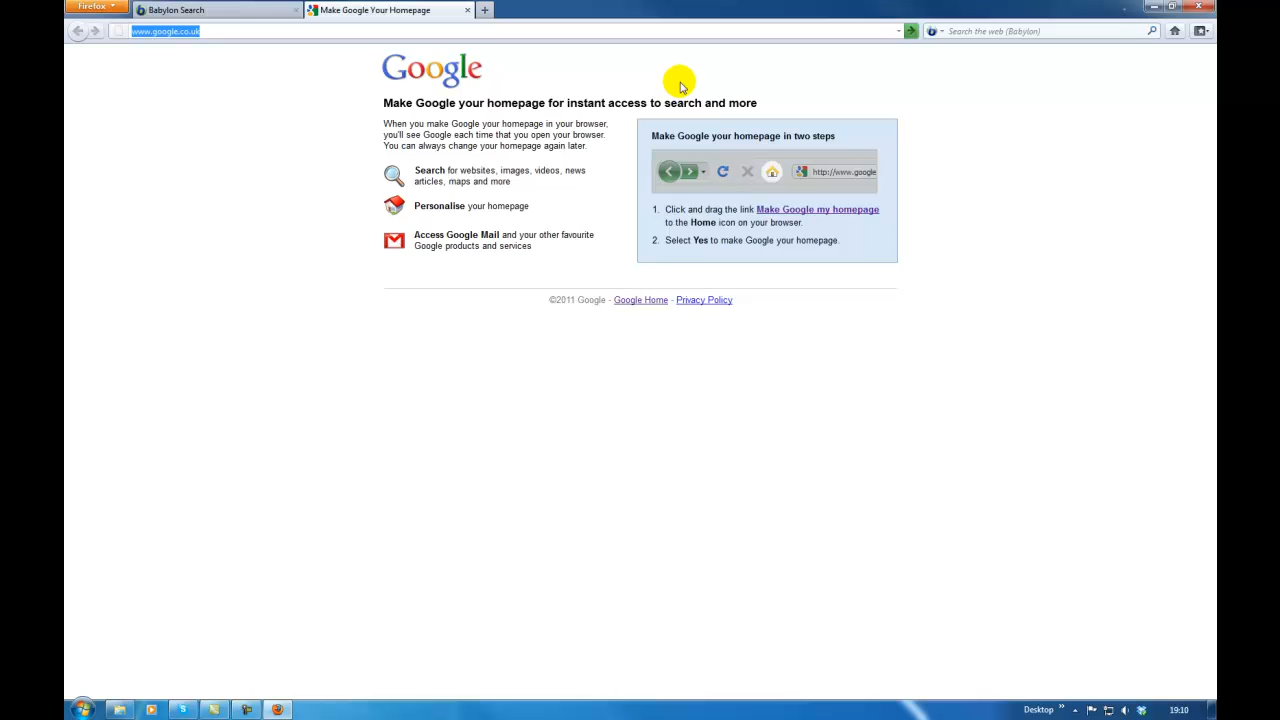 Firefox
Babylon Search
Make Google Your Homepage
www.google.co.uk
Search the web (Babylon)
Google
Make Google your homepage for instant access to search and more
When you make Google your homepage in your browser,
you'll see Google each time that you open your browser.
You can always change your homepage again later.
Search for websites, images, videos, news
articles, maps and more
Personalise your homepage
Access Google Mail and your other favourite
Google products and services
Make Google your homepage in two steps
http://www.google
1. Click and drag the link Make Google my homepage
to the Home icon on your browser.
2. Select Yes to make Google your homepage.
©2011 Google - Google Home - Privacy Policy
Desktop
19:10